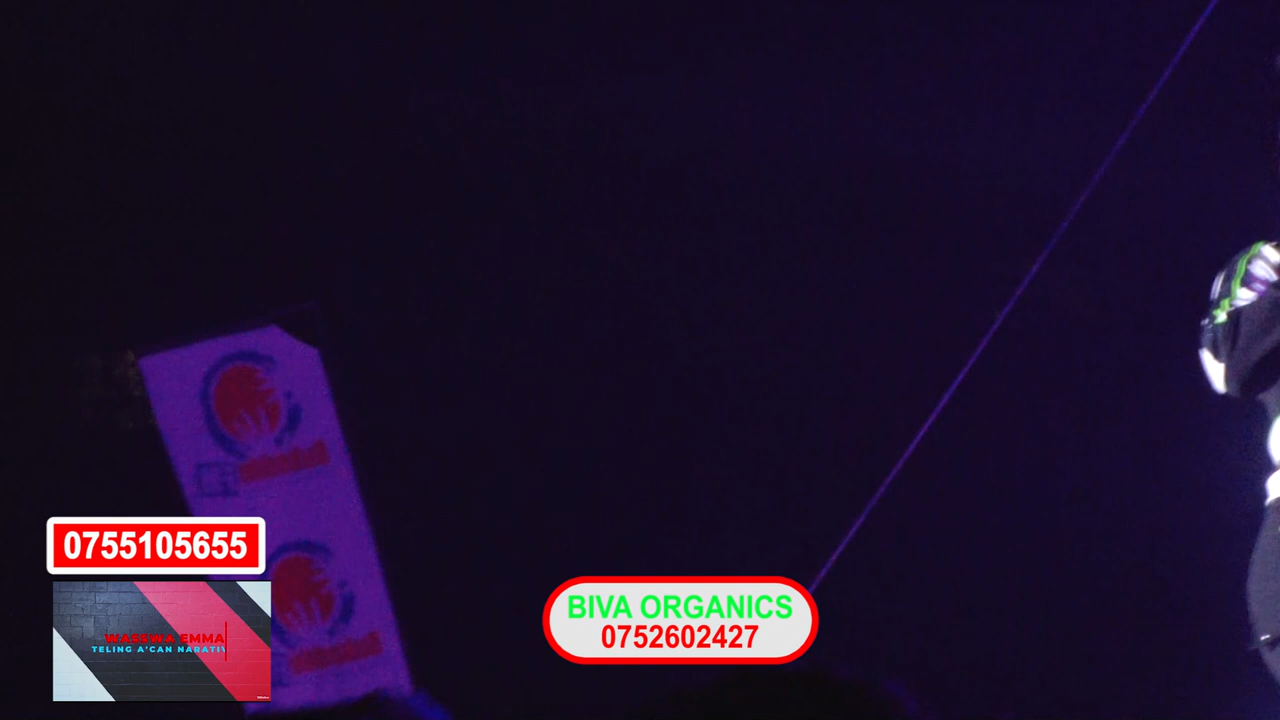 0755105655
WASSWA EMMA
TELING A'CAN NARATIV
BIVA ORGANICS
0752602427